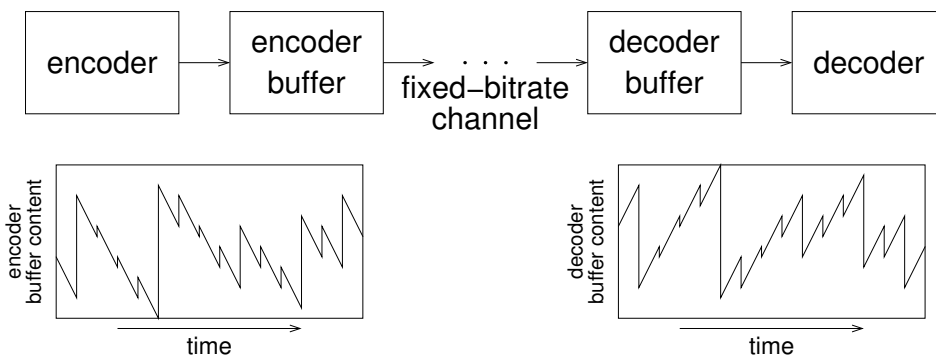 encoder
encoder
buffer
. . .
fixed−bitrate
channel
decoder
buffer
decoder
encoder
buffer content
time
decoder
buffer content
time